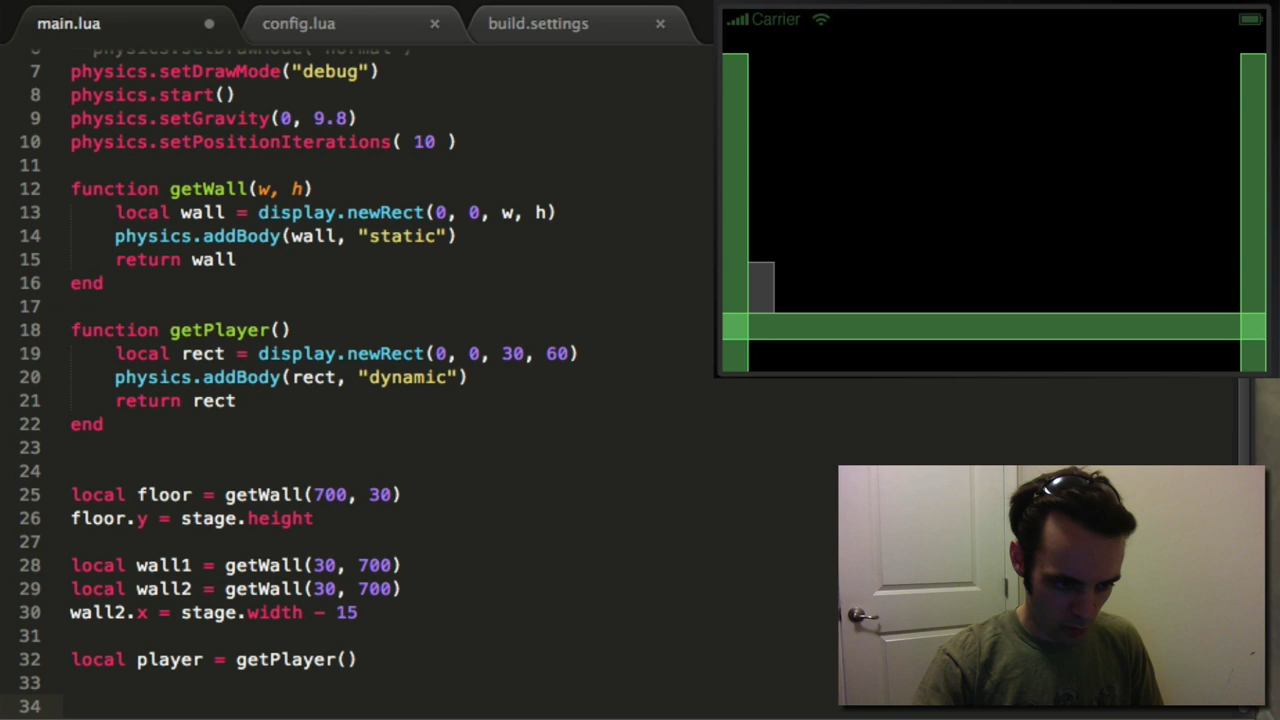 main.lua
config.lua
build.settings
Carrier
6 physics.setDrawMode( "normal")
7 physics.setDrawMode("debug")
8 physics.start()
9 physics.setGravity(0, 9.8)
10 physics.setPositionIterations( 10 )
11
12 function getWall(w, h)
13 local wall = display.newRect(0, 0, w, h)
14 physics.addBody(wall, "static")
15 return wall
16 end
17
18 function getPlayer()
19 local rect = display.newRect(0, 0, 30, 60)
20 physics.addBody(rect, "dynamic")
21 return rect
22 end
23
24
25 local floor = getWall(700, 30)
26 floor.y = stage.height
27
28 local wall1 = getWall(30, 700)
29 local wall2 = getWall(30, 700)
30 wall2.x = stage.width - 15
31
32 local player = getPlayer()
33
34